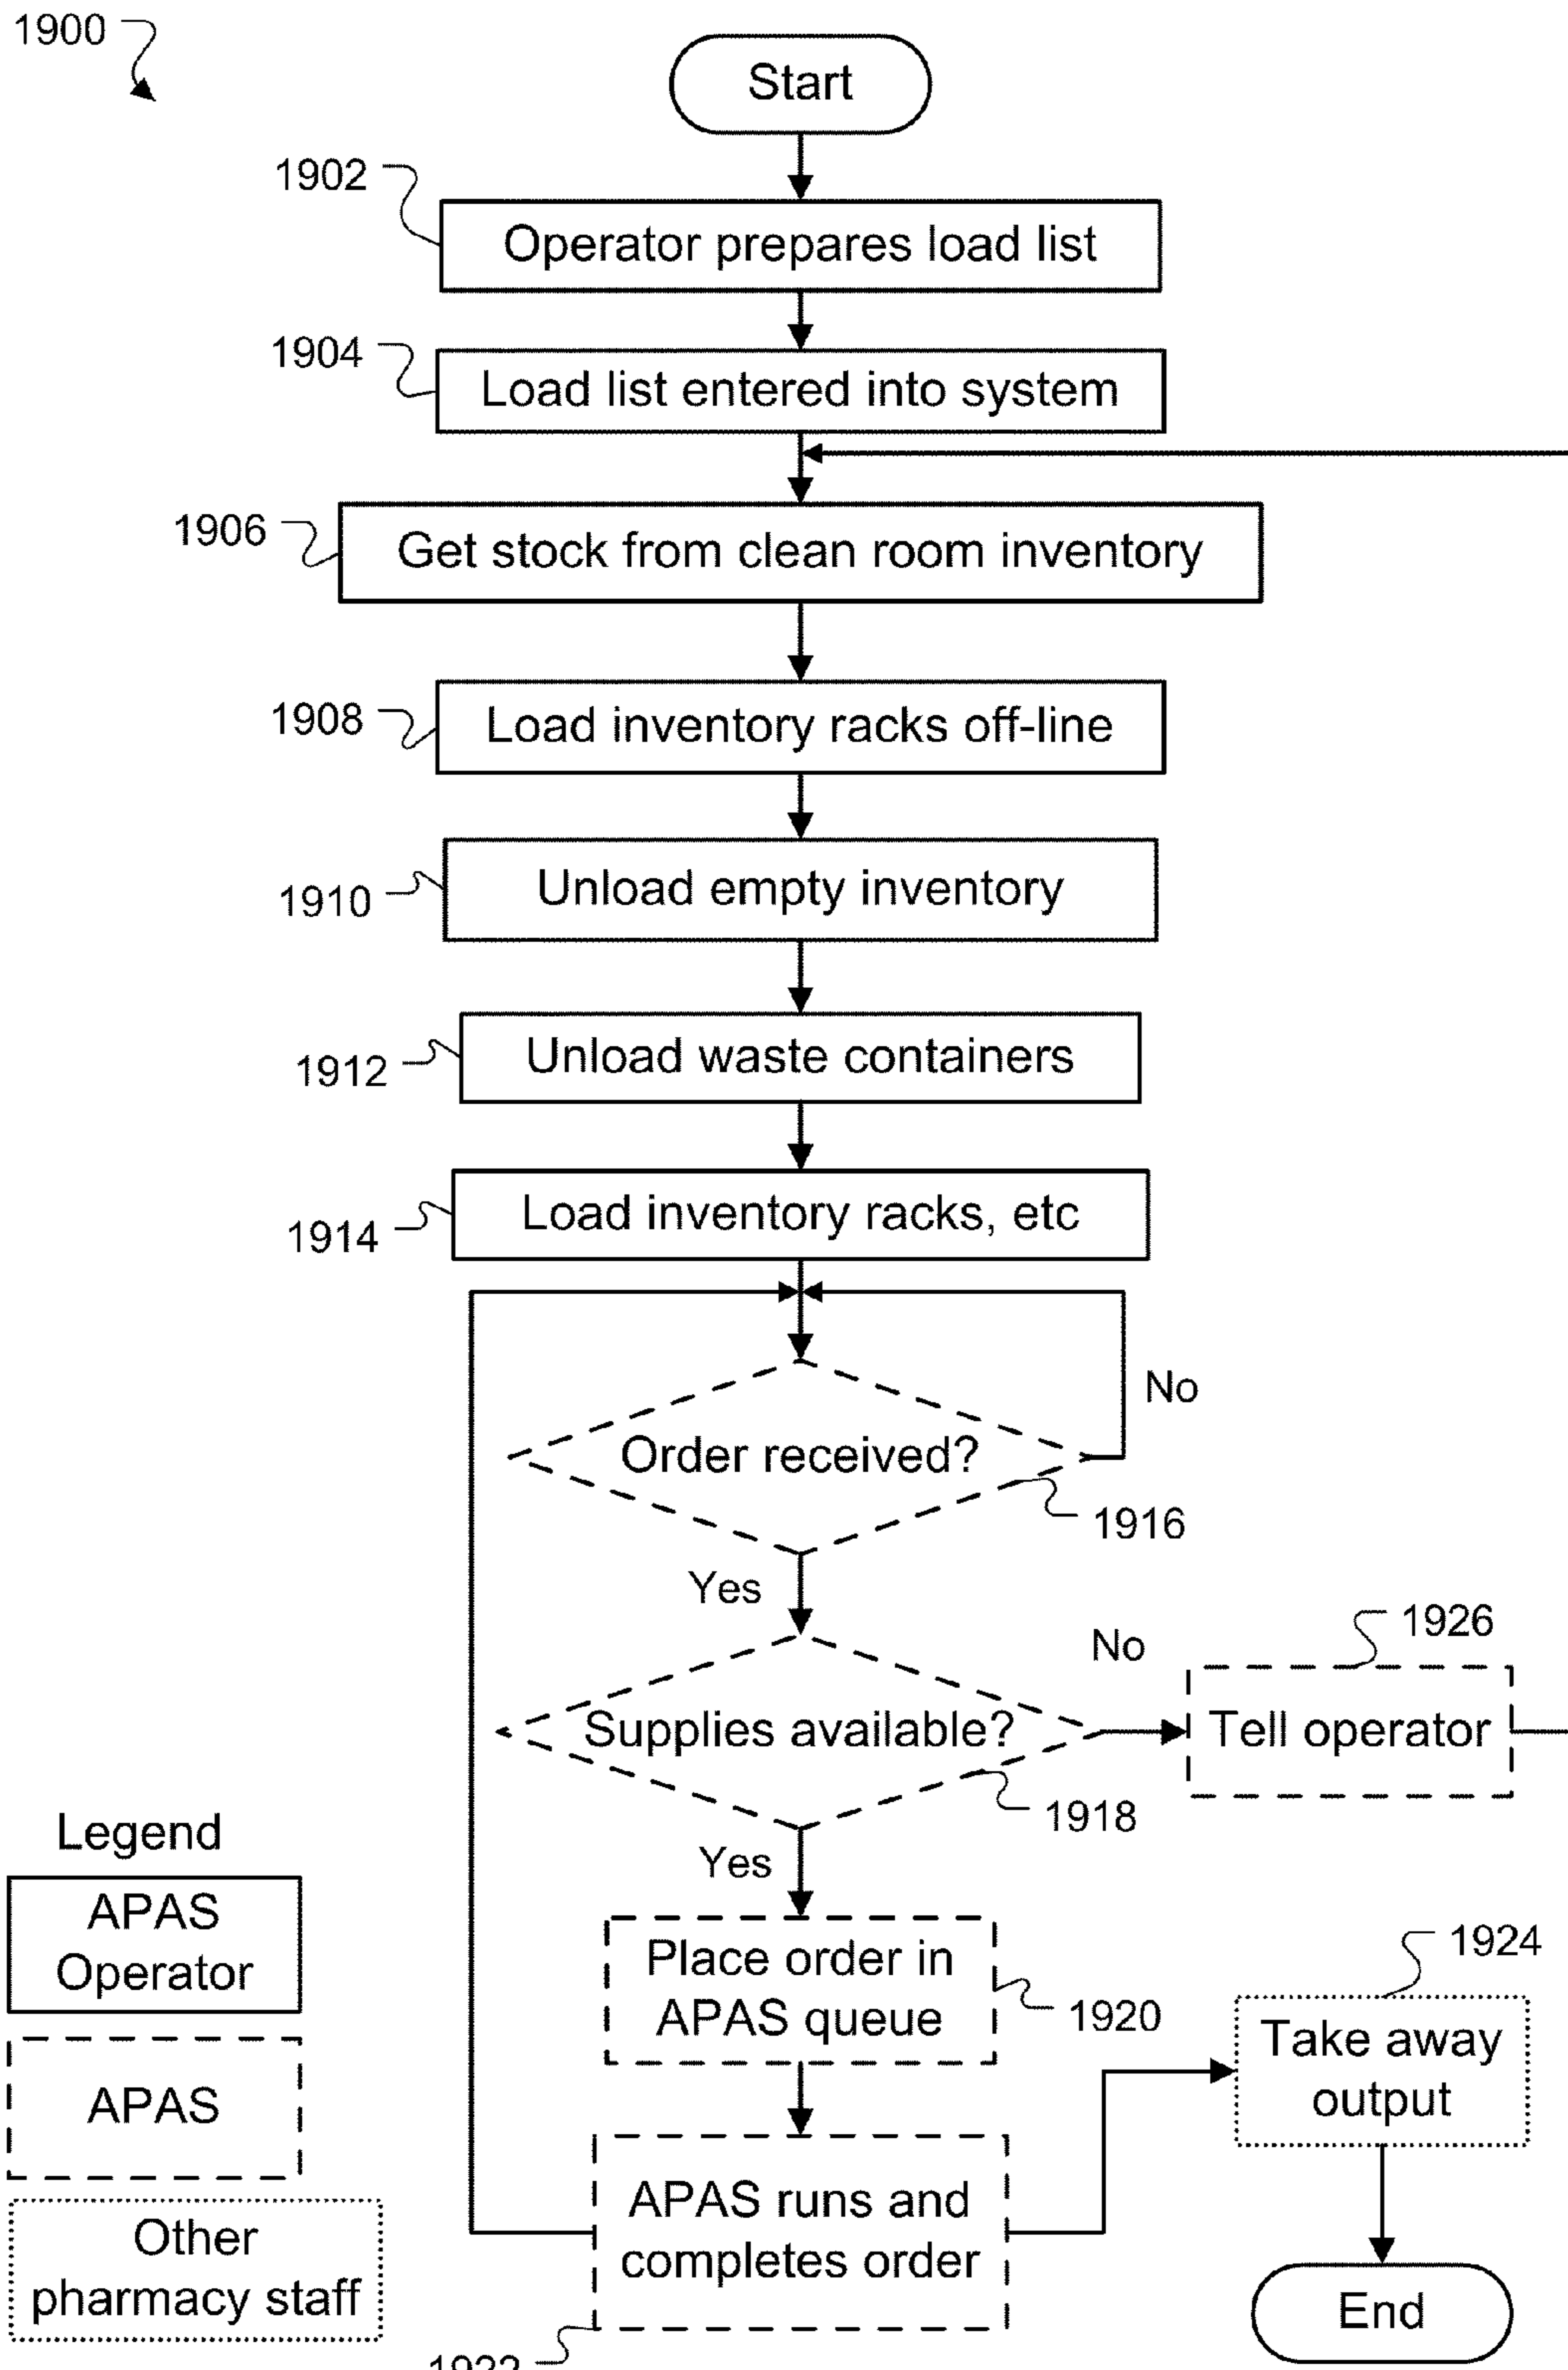 1900
Start
1902
Operator prepares load list
1904
Load list entered into system
1906
Get stock from clean room inventory
1908
Load inventory racks off-line
1910
Unload empty inventory
1912
Unload waste containers
1914
Load inventory racks, etc
No
Order received?
1916
Yes
1926
No
Supplies available?
Tell operator
1918
Yes
Legend
APAS
Operator
APAS
Other
pharmacy staff
Place order in
APAS queue
1920
1924
Take away
output
APAS runs and
completes order
End
1922